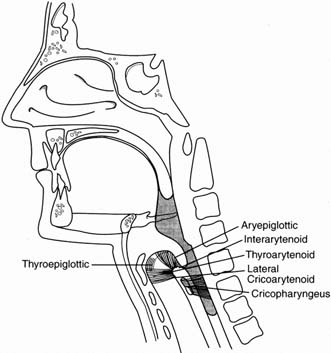 Aryepiglottic
Interarytenoid
Thyroarytenoid
Thyroepiglottic
Lateral
Cricoarytenoid
Cricopharyngeus